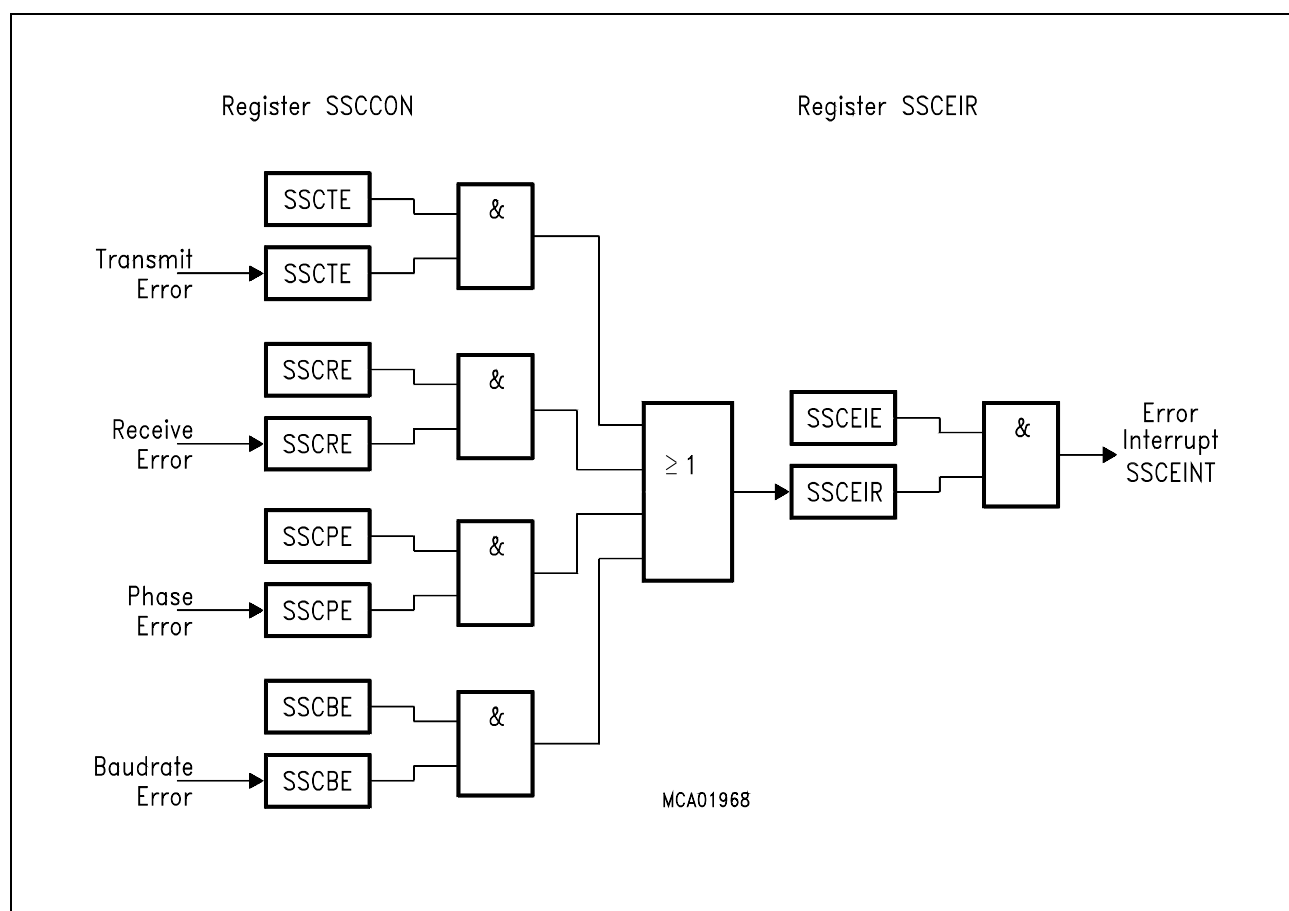 Register SSCCON
Register SSCEIR
SSCTE
&
Transmit
Error
SSCTE
SSCRE
&
Receive
Error
SSCRE
SSCPE
&
Phase
Error
SSCPE
SSCBE
&
Baudrate
Error
SSCBE
≥ 1
SSCEIE
SSCEIR
&
Error
Interrupt
SSCEINT
MCA01968